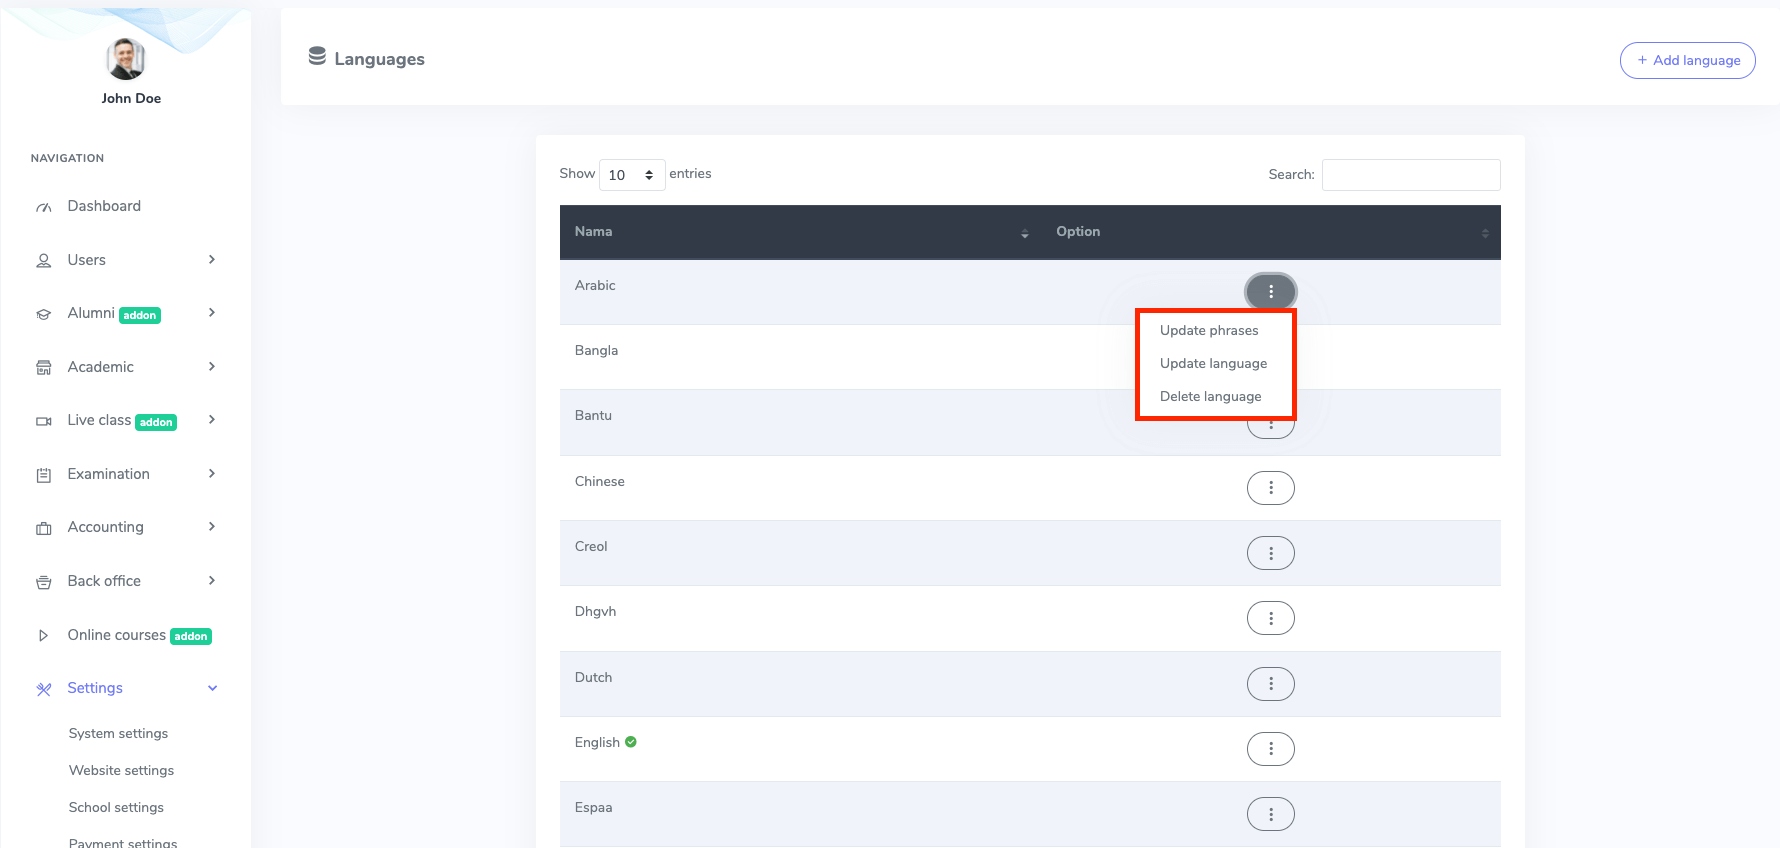 John Doe
NAVIGATION
Dashboard
Users
Alumni addon
Academic
Live class addon
Examination
Accounting
Back office
Online courses addon
Settings
System settings
Website settings
School settings
Payment settings
Languages
+ Add language
Show 10 entries
Search:
Nama Option
Arabic
Update phrases
Update language
Delete language
Bangla
Bantu
Chinese
Creol
Dhgvh
Dutch
English
Espaa